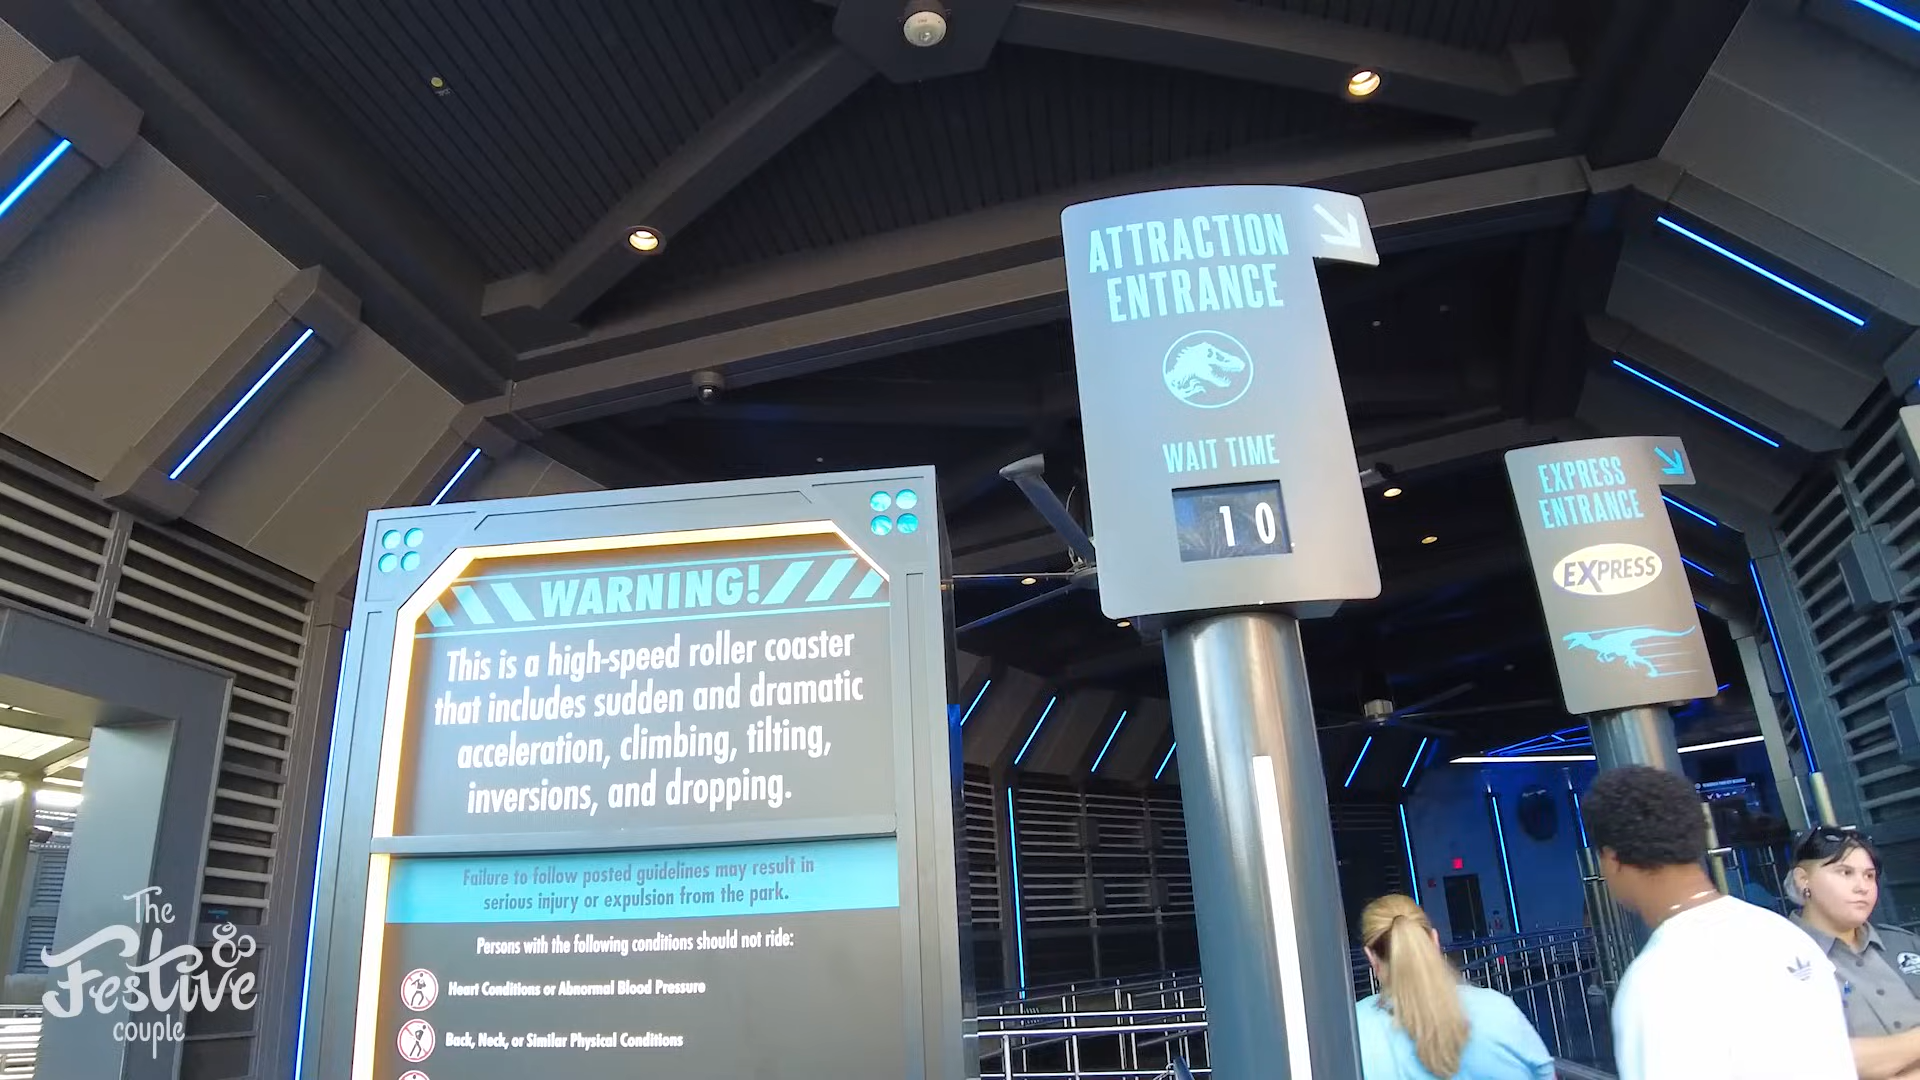 ATTRACTION
ENTRANCE
WAIT TIME
10
EXPRESS
ENTRANCE
EXPRESS
WARNING!
This is a high-speed roller coaster
that includes sudden and dramatic
acceleration, climbing, tilting,
inversions, and dropping.
Failure to follow posted guidelines may result in
serious injury or expulsion from the park.
Persons with the following conditions should not ride:
Heart Conditions or Abnormal Blood Pressure
Back, Neck, or Similar Physical Conditions
The
Festive
couple